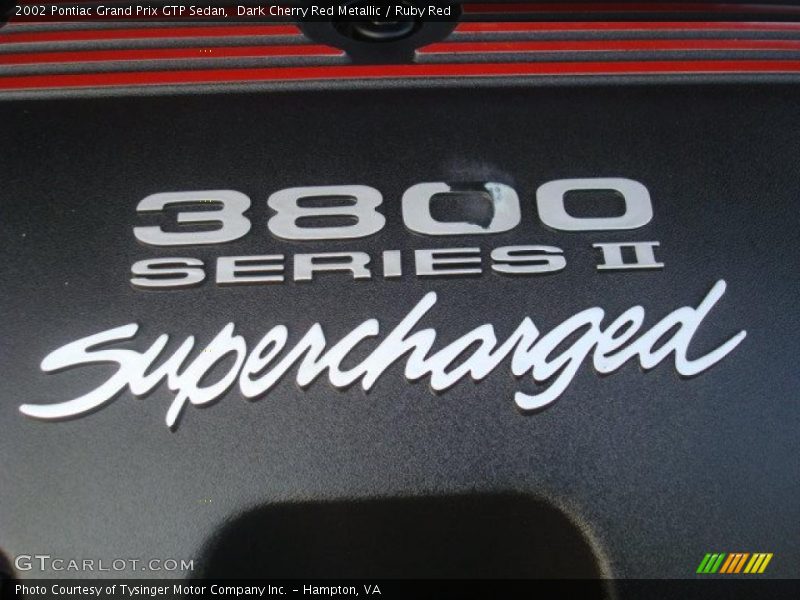 2002 Pontiac Grand Prix GTP Sedan,  Dark Cherry Red Metallic / Ruby Red
3800
SERIES II
Supercharged
GTCARLOT.COM
Photo Courtesy of Tysinger Motor Company Inc. - Hampton, VA